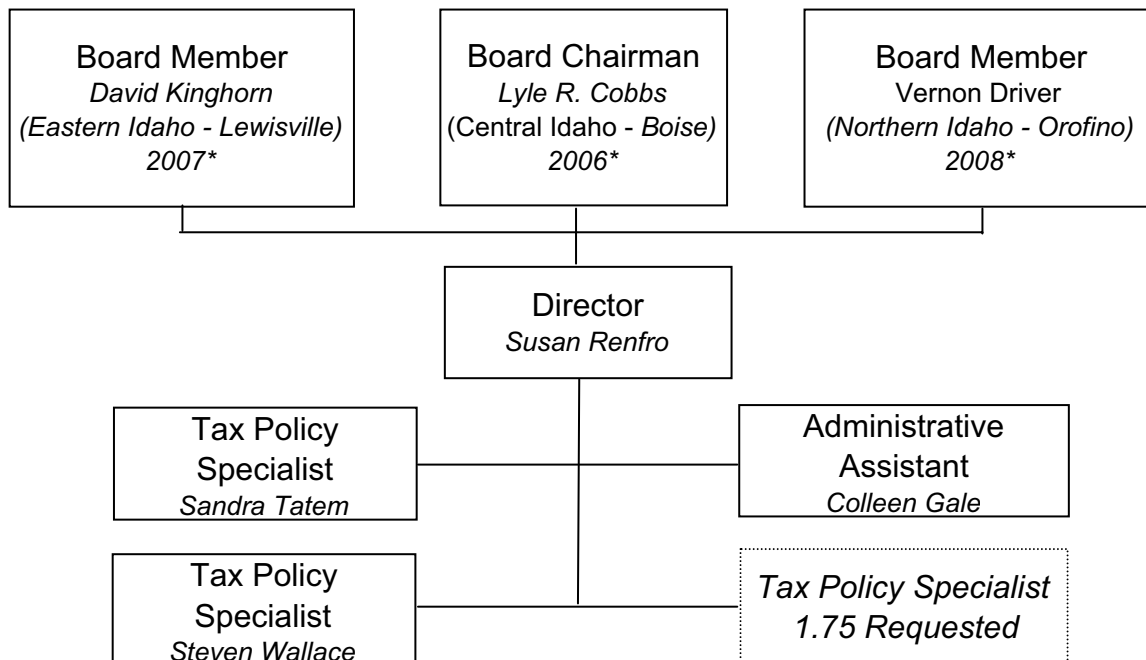 Board Member
David Kinghorn
(Eastern Idaho - Lewisville)
2007*
Board Chairman
Lyle R. Cobbs
(Central Idaho - Boise)
2006*
Board Member
Vernon Driver
(Northern Idaho - Orofino)
2008*
Director
Susan Renfro
Tax Policy
Specialist
Sandra Tatem
Administrative
Assistant
Colleen Gale
Tax Policy
Specialist
Steven Wallace
Tax Policy Specialist
1.75 Requested